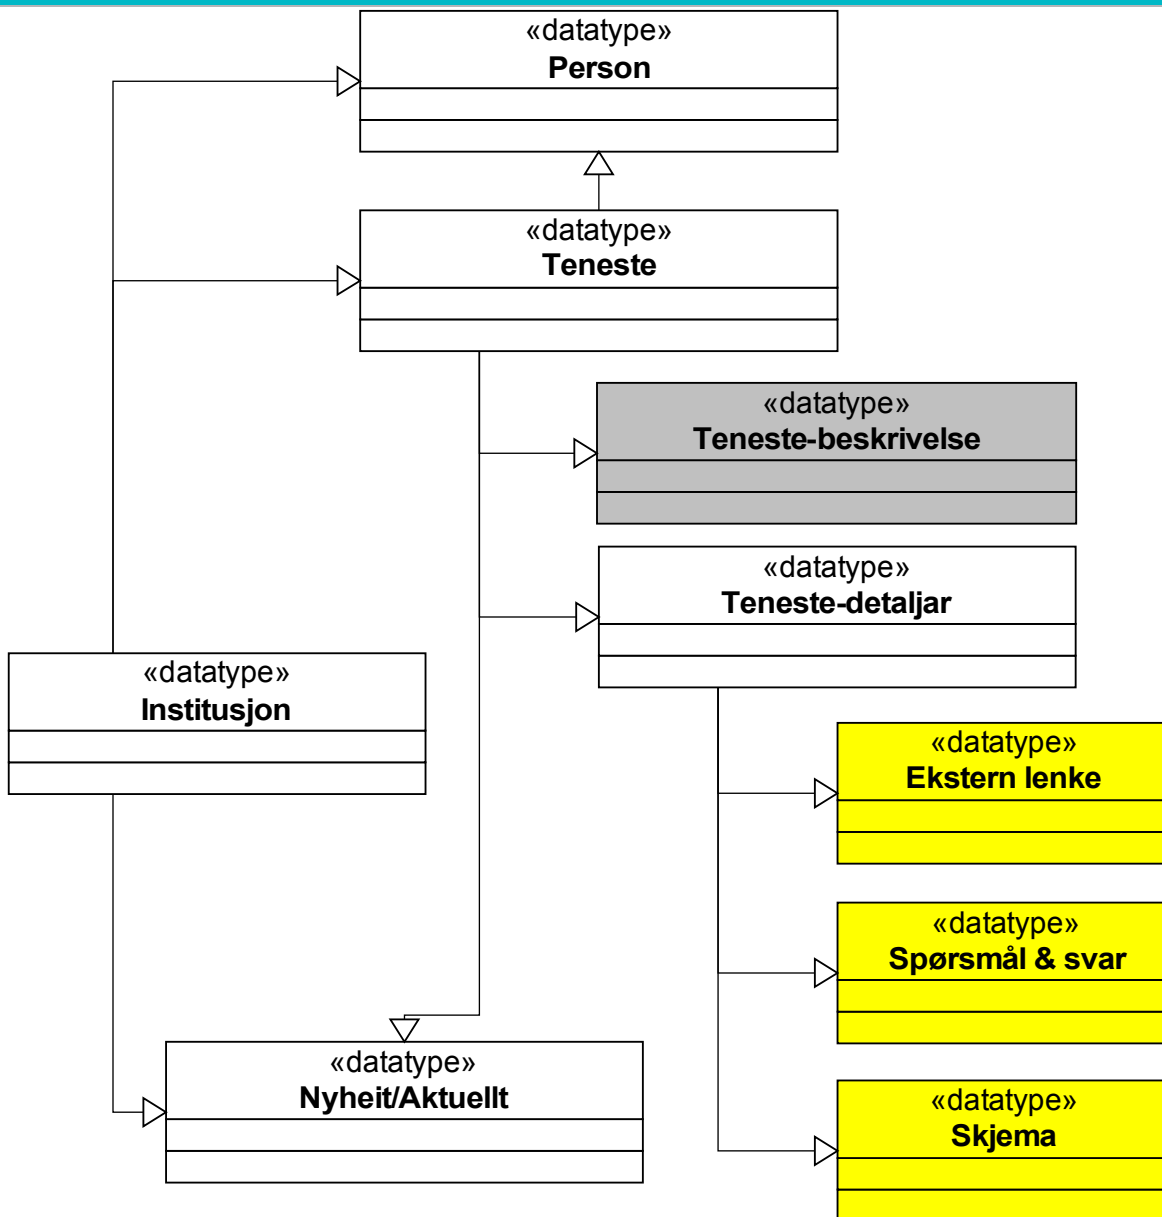 «datatype»
Person
«datatype»
Teneste
«datatype»
Teneste-beskrivelse
«datatype»
Teneste-detaljar
«datatype»
Institusjon
«datatype»
Ekstern lenke
«datatype»
Spørsmål & svar
«datatype»
Nyheit/Aktuellt
«datatype»
Skjema